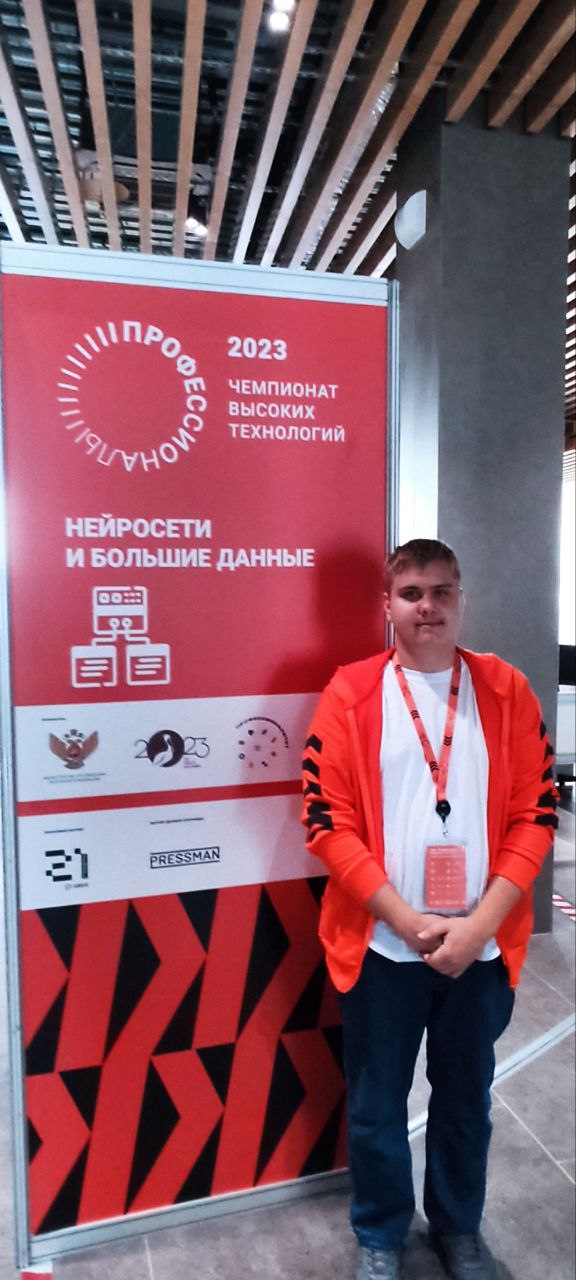 ПРОФЕССИОНАЛЫ
2023
ЧЕМПИОНАТ
ВЫСОКИХ
ТЕХНОЛОГИЙ
НЕЙРОСЕТИ
И БОЛЬШИЕ ДАННЫЕ
2023
21
PRESSMAN